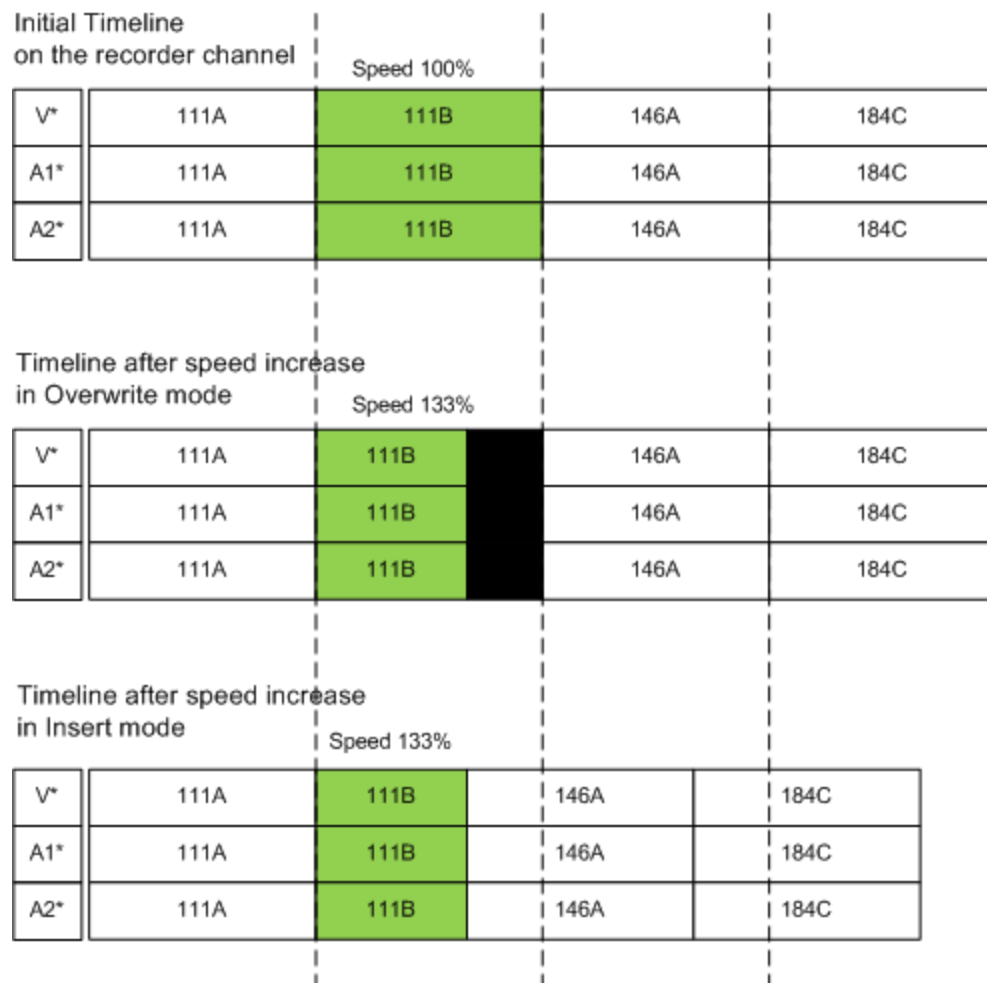 Initial Timeline
on the recorder channel
Speed 100%
V* 111A 111B 146A 184C
A1* 111A 111B 146A 184C
A2* 111A 111B 146A 184C
Timeline after speed increase
in Overwrite mode
Speed 133%
V* 111A 111B 146A 184C
A1* 111A 111B 146A 184C
A2* 111A 111B 146A 184C
Timeline after speed increase
in Insert mode
Speed 133%
V* 111A 111B 146A 184C
A1* 111A 111B 146A 184C
A2* 111A 111B 146A 184C